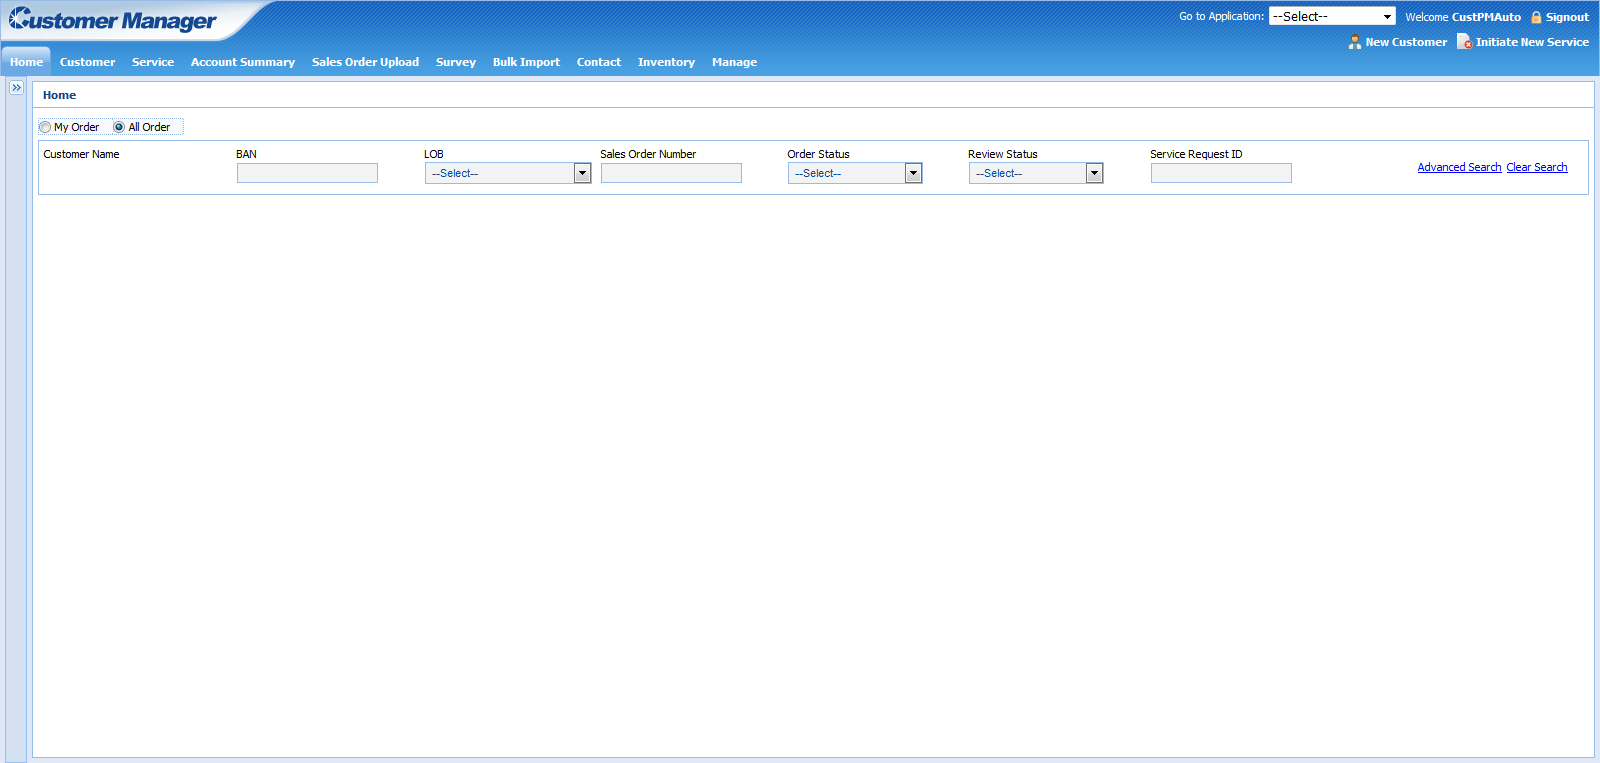 Customer Manager
Go to Application: --Select-- Welcome CustPMAuto Signout
New Customer Initiate New Service
Home Customer Service Account Summary Sales Order Upload Survey Bulk Import Contact Inventory Manage
Home
My Order All Order
Customer Name BAN LOB Sales Order Number Order Status Review Status Service Request ID
--Select-- --Select-- --Select-- Advanced Search Clear Search